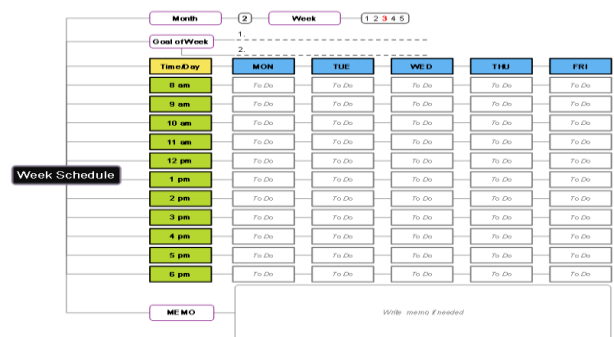 Month 2 Week 1 2 3 4 5
Goal of Week 1.
2.
Time/Day MON TUE WED THU FRI
8 am To Do To Do To Do To Do To Do
9 am To Do To Do To Do To Do To Do
10 am To Do To Do To Do To Do To Do
11 am To Do To Do To Do To Do To Do
12 pm To Do To Do To Do To Do To Do
Week Schedule
1 pm To Do To Do To Do To Do To Do
2 pm To Do To Do To Do To Do To Do
3 pm To Do To Do To Do To Do To Do
4 pm To Do To Do To Do To Do To Do
5 pm To Do To Do To Do To Do To Do
6 pm To Do To Do To Do To Do To Do
MEMO Write memo if needed